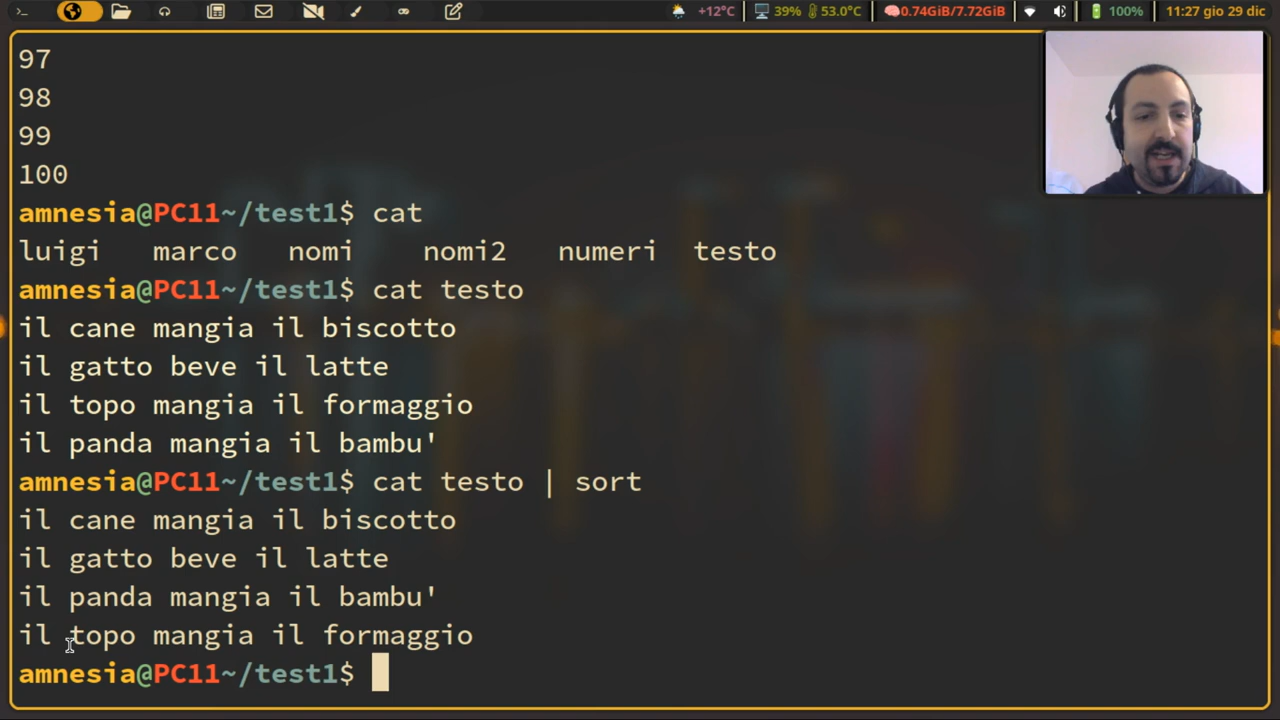 +12°C 39% 53.0°C 0.74GiB/7.72GiB 100% 11:27 gio 29 dic
97
98
99
100
amnesia@PC11~/test1$ cat
luigi marco nomi nomi2 numeri testo
amnesia@PC11~/test1$ cat testo
il cane mangia il biscotto
il gatto beve il latte
il topo mangia il formaggio
il panda mangia il bambu'
amnesia@PC11~/test1$ cat testo | sort
il cane mangia il biscotto
il gatto beve il latte
il panda mangia il bambu'
il topo mangia il formaggio
amnesia@PC11~/test1$